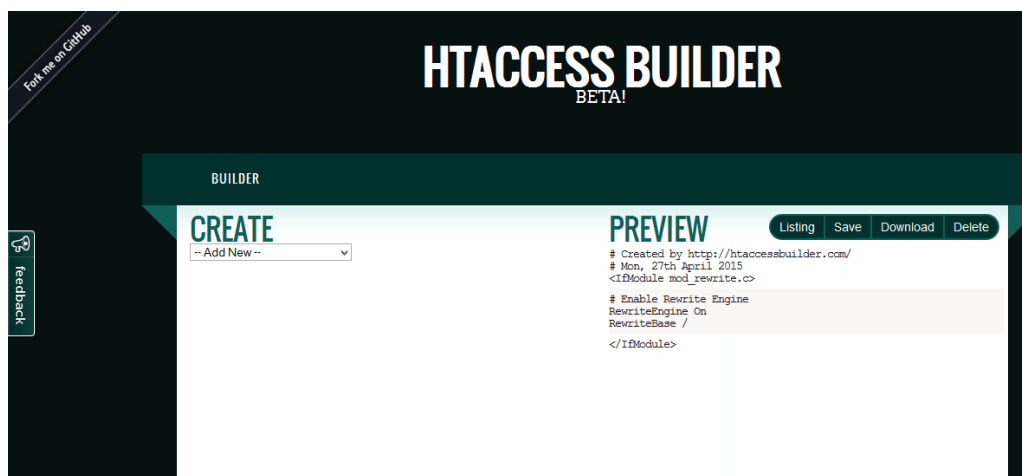 Fork me on GitHub
HTACCESS BUILDER
BETA!
BUILDER
CREATE
-- Add New --
PREVIEW
Listing Save Download Delete
# Created by http://htaccessbuilder.com/
# Mon, 27th April 2015
<IfModule mod_rewrite.c>
# Enable Rewrite Engine
RewriteEngine On
RewriteBase /
</IfModule>
feedback